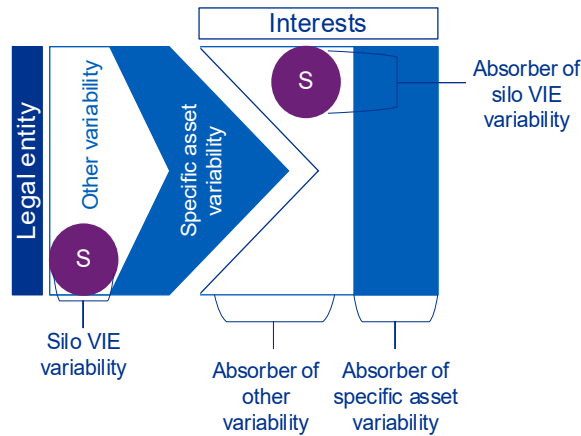 Interests
Legal entity
Other variability
Specific asset
variability
S
S
Absorber of
silo VIE
variability
Silo VIE
variability
Absorber of
other
variability
Absorber of
specific asset
variability